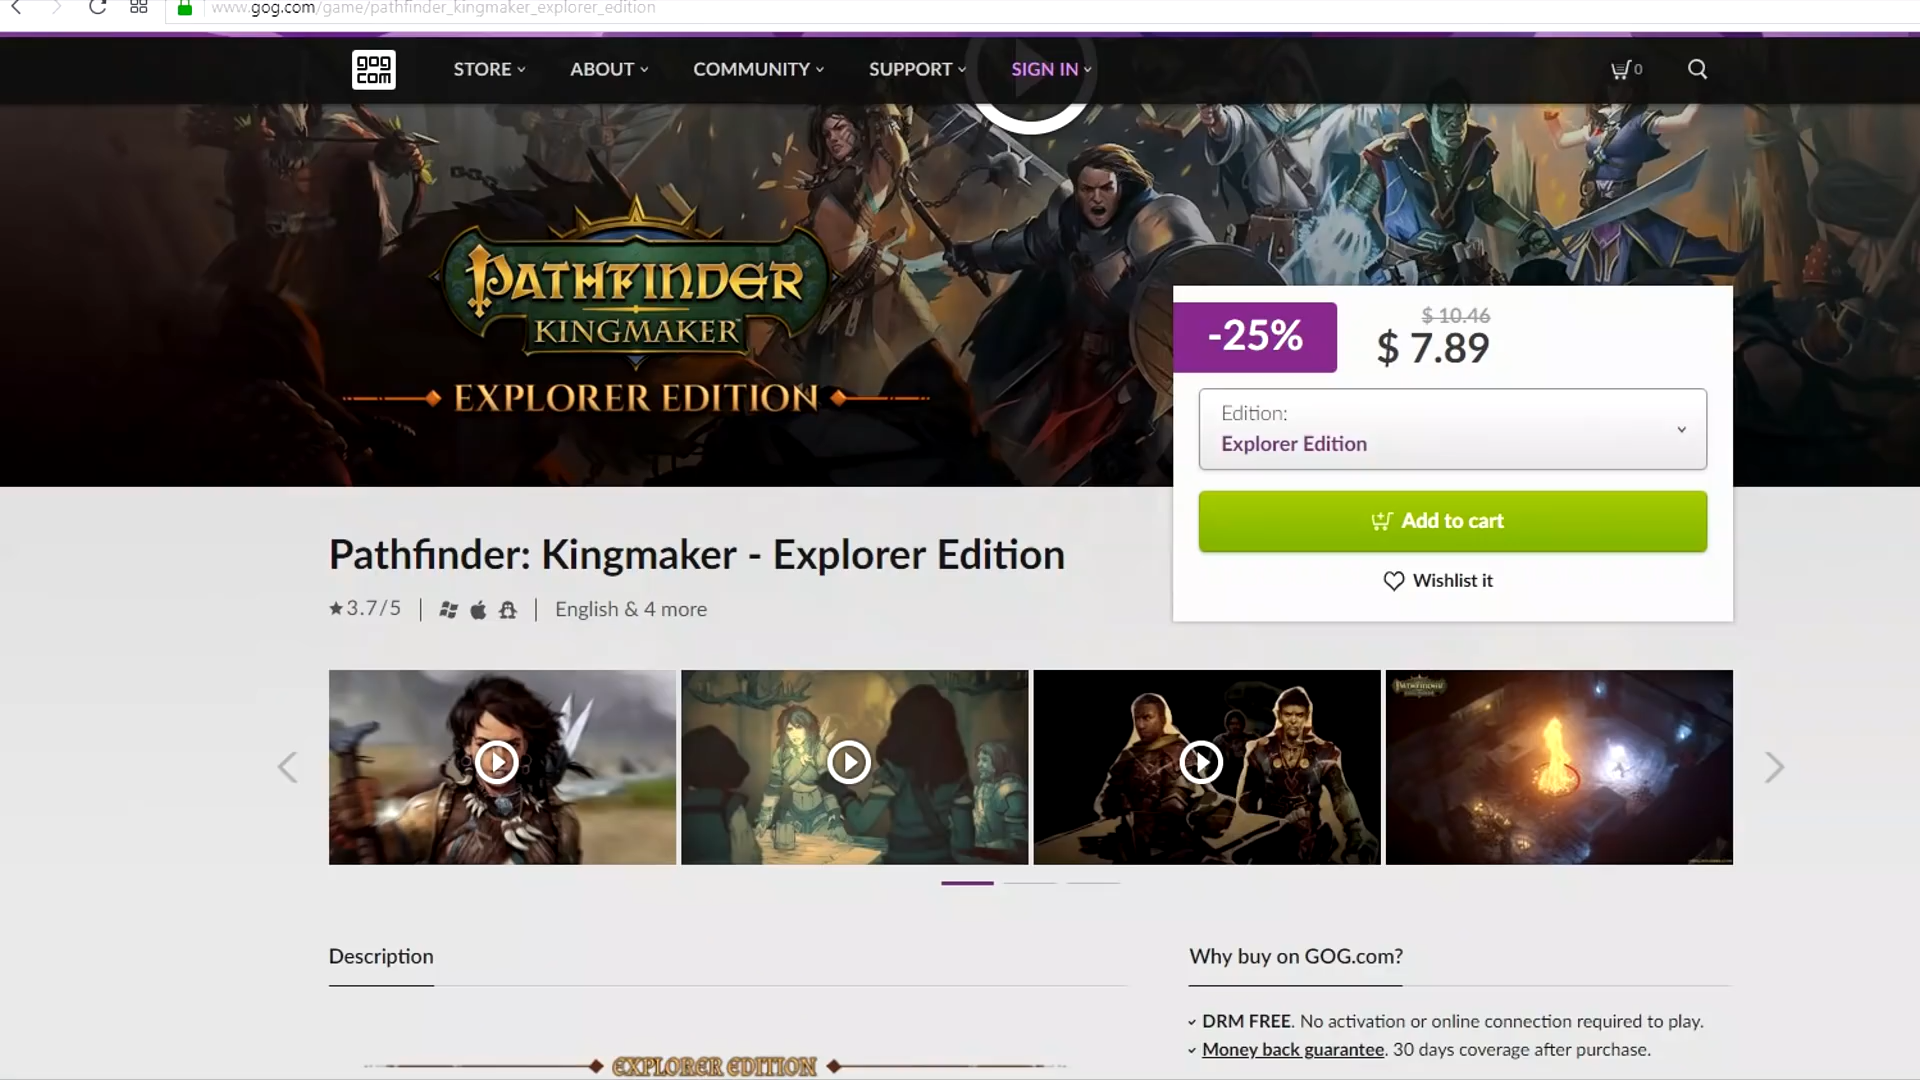 www.gog.com/game/pathfinder_kingmaker_explorer_edition
gog
com
STORE
ABOUT
COMMUNITY
SUPPORT
SIGN IN
0
PATHFINDER
KINGMAKER
EXPLORER EDITION
-25%
$ 10.46
$ 7.89
Edition:
Explorer Edition
Add to cart
Wishlist it
Pathfinder: Kingmaker - Explorer Edition
3.7/5
English & 4 more
PATHFINDER
Description
Why buy on GOG.com?
DRM FREE. No activation or online connection required to play.
Money back guarantee. 30 days coverage after purchase.
EXPLORER EDITION